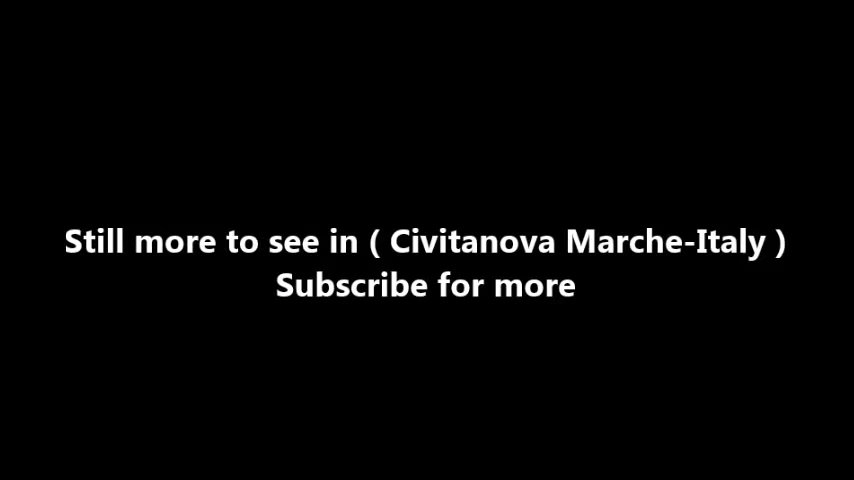 Still more to see in ( Civitanova Marche-Italy )
Subscribe for more